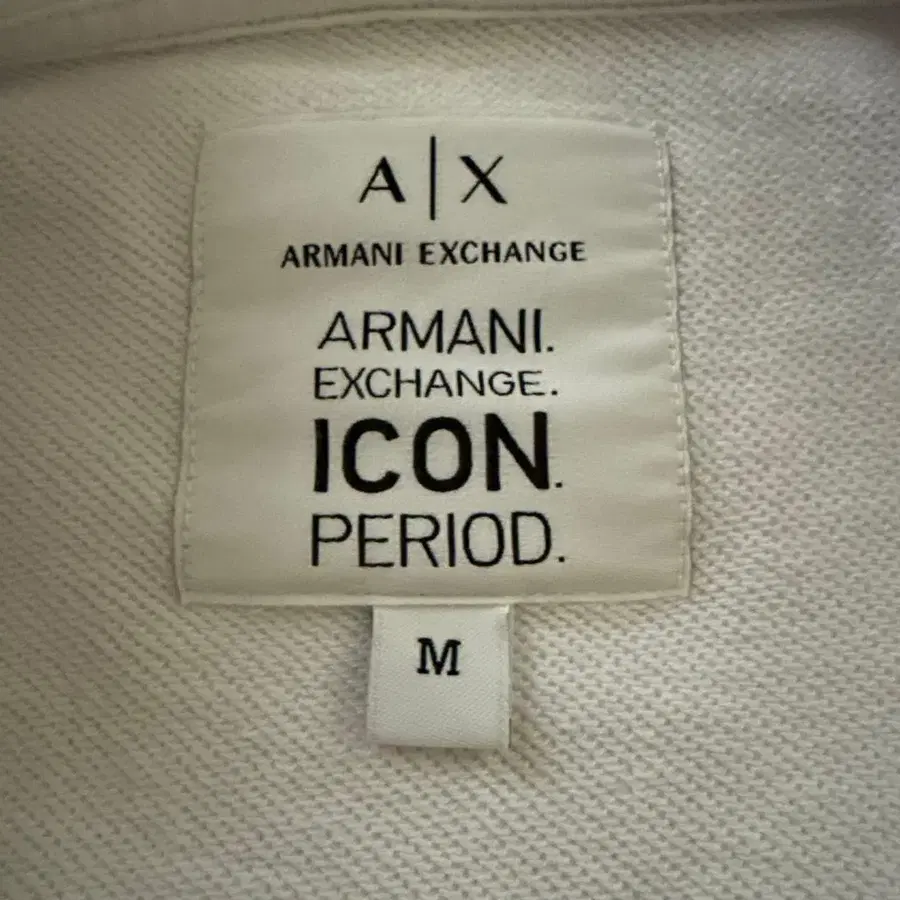 A|X
ARMANI EXCHANGE
ARMANI.
EXCHANGE.
ICON.
PERIOD.
M